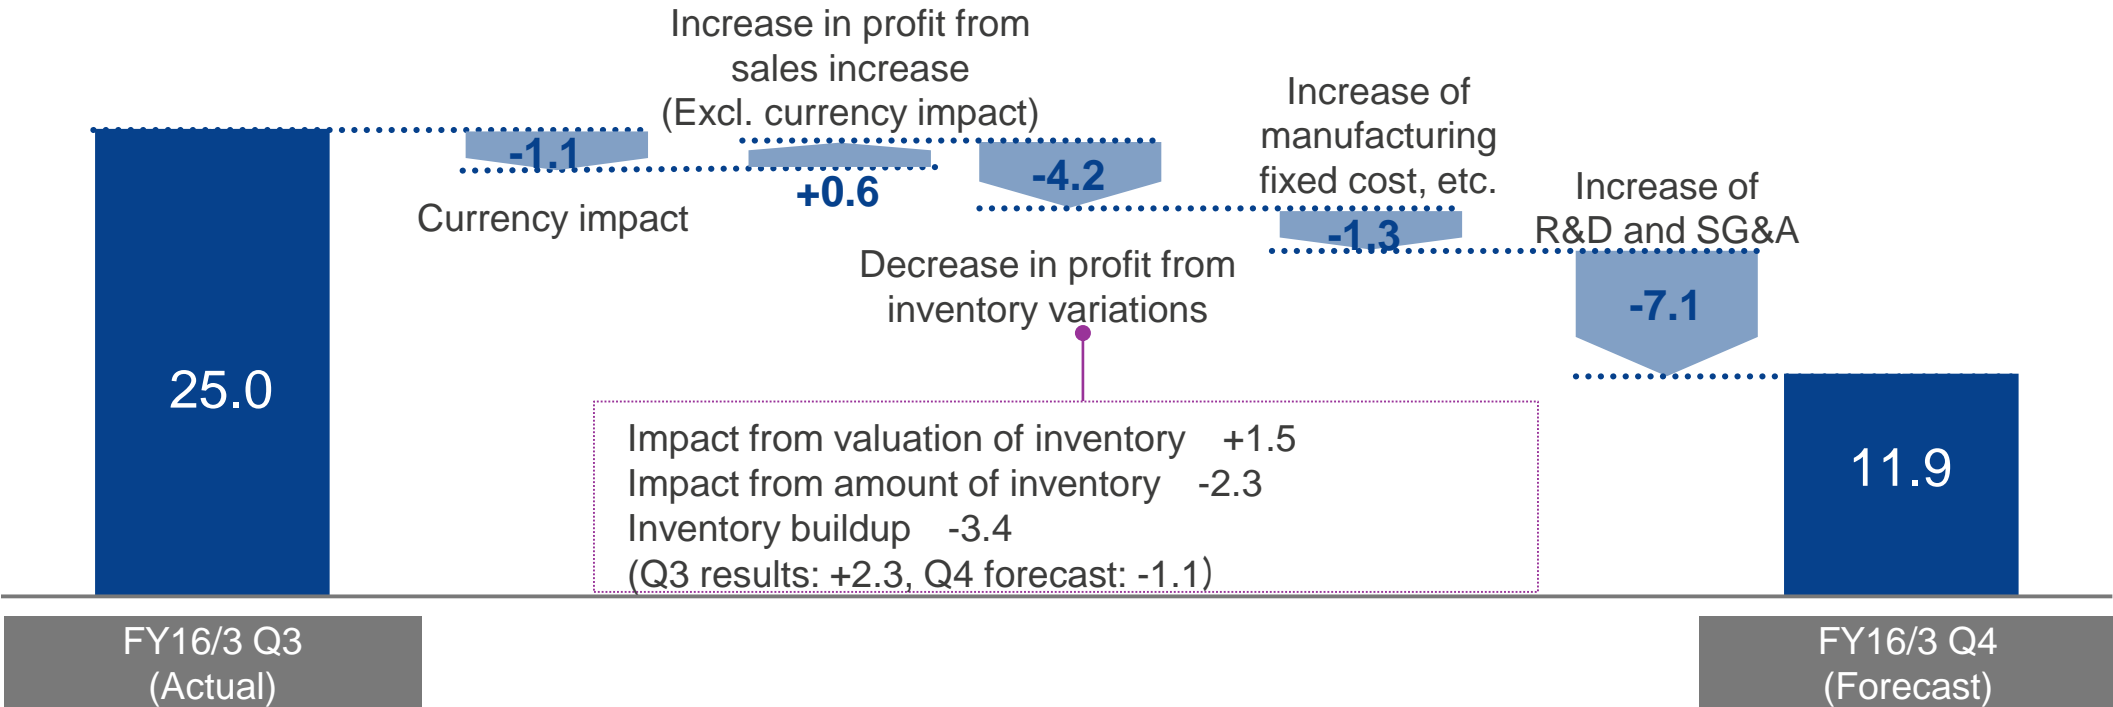 Increase in profit from
sales increase
(Excl. currency impact)
Increase of
manufacturing
fixed cost, etc.
Increase of
R&D and SG&A
-1.1
+0.6
-4.2
-1.3
-7.1
Currency impact
Decrease in profit from
inventory variations
25.0
11.9
Impact from valuation of inventory +1.5
Impact from amount of inventory -2.3
Inventory buildup -3.4
(Q3 results: +2.3, Q4 forecast: -1.1)
FY16/3 Q3
(Actual)
FY16/3 Q4
(Forecast)